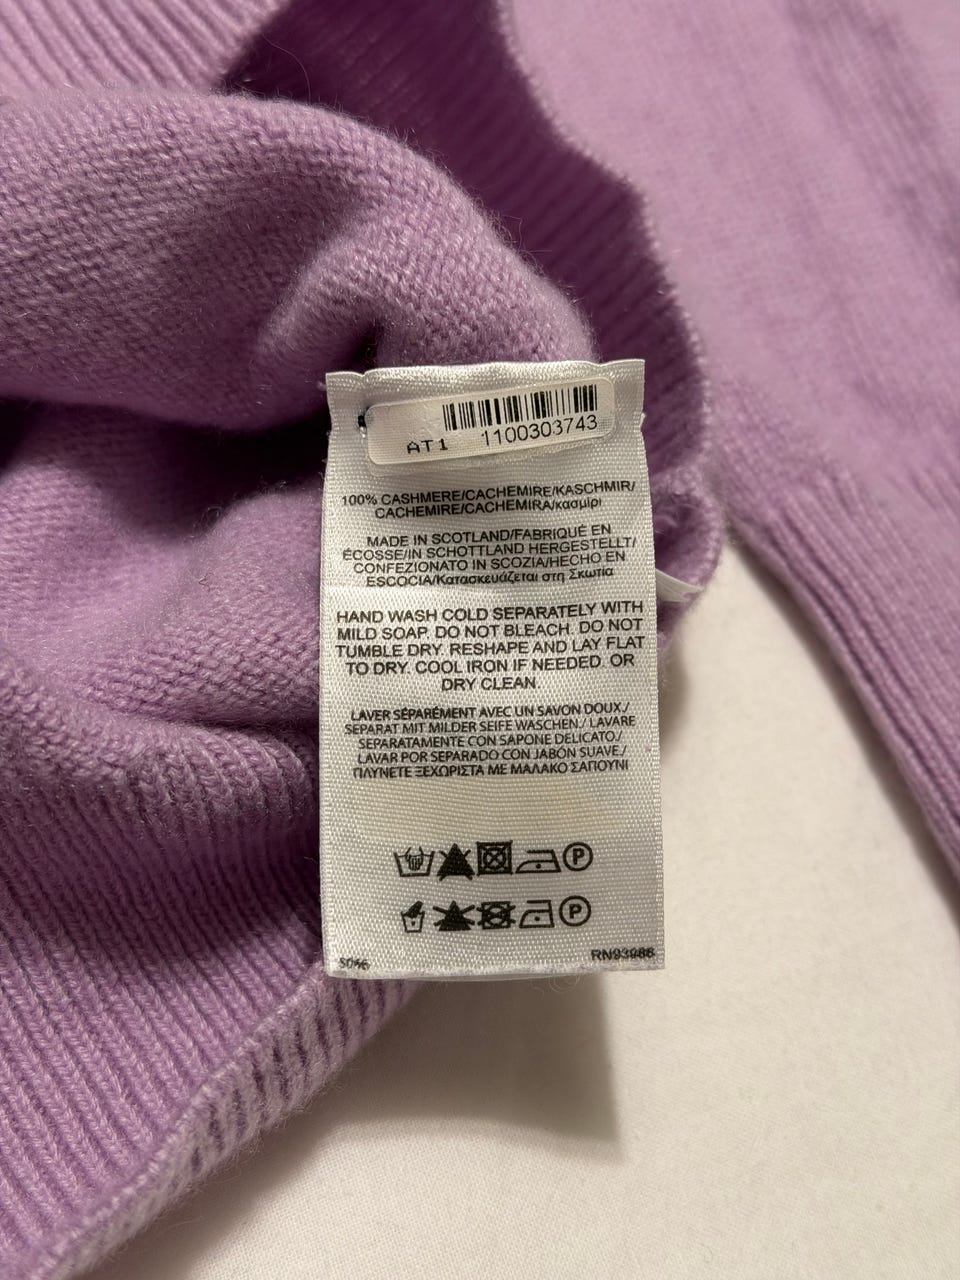 AT1 1100303743
100% CASHMERE/CACHEMIRE/KASCHMIR/
CACHEMIRE/CACHEMIRA/κασμίρι
MADE IN SCOTLAND/FABRIQUÉ EN
ÉCOSSE/IN SCHOTTLAND HERGESTELLT/
CONFEZIONATO IN SCOZIA/HECHO EN
ESCOCIA/Κατασκευάζεται στη Σκωτία
HAND WASH COLD SEPARATELY WITH
MILD SOAP. DO NOT BLEACH. DO NOT
TUMBLE DRY. RESHAPE AND LAY FLAT
TO DRY. COOL IRON IF NEEDED. OR
DRY CLEAN.
LAVER SÉPARÉMENT AVEC UN SAVON DOUX./
SEPARAT MIT MILDER SEIFE WASCHEN./ LAVARE
SEPARATAMENTE CON SAPONE DELICATO./
LAVAR POR SEPARADO CON JABÓN SUAVE./
ΠΛΥΝΕΤΕ ΞΕΧΩΡΙΣΤΑ ΜΕ ΜΑΛΑΚΟ ΣΑΠΟΥΝΙ
P
P